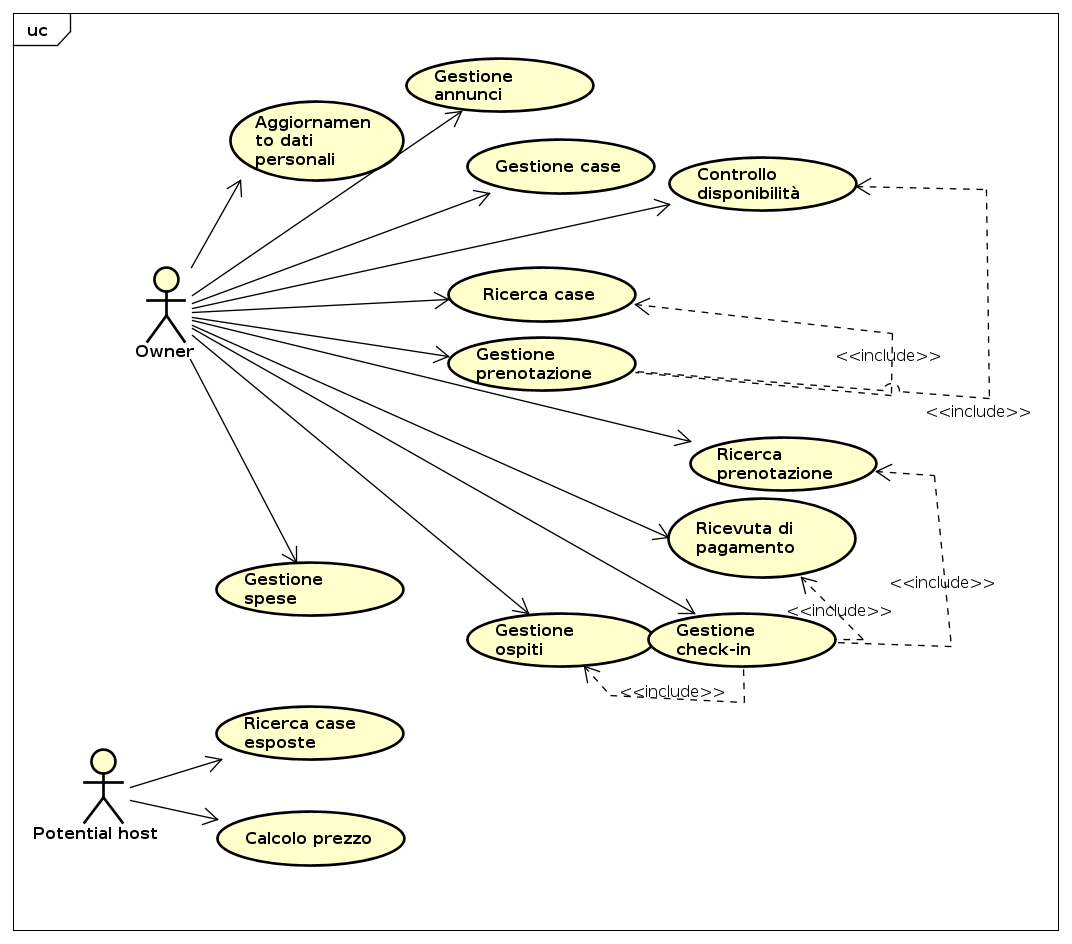 uc
Gestione
annunci
Aggiornamen
to dati
personali
Gestione case
Controllo
disponibilità
Ricerca case
Owner
Gestione
prenotazione
<<include>>
<<include>>
Ricerca
prenotazione
Ricevuta di
pagamento
<<include>>
<<include>>
Gestione
spese
Gestione
ospiti
Gestione
check-in
<<include>>
Ricerca case
esposte
Potential host
Calcolo prezzo